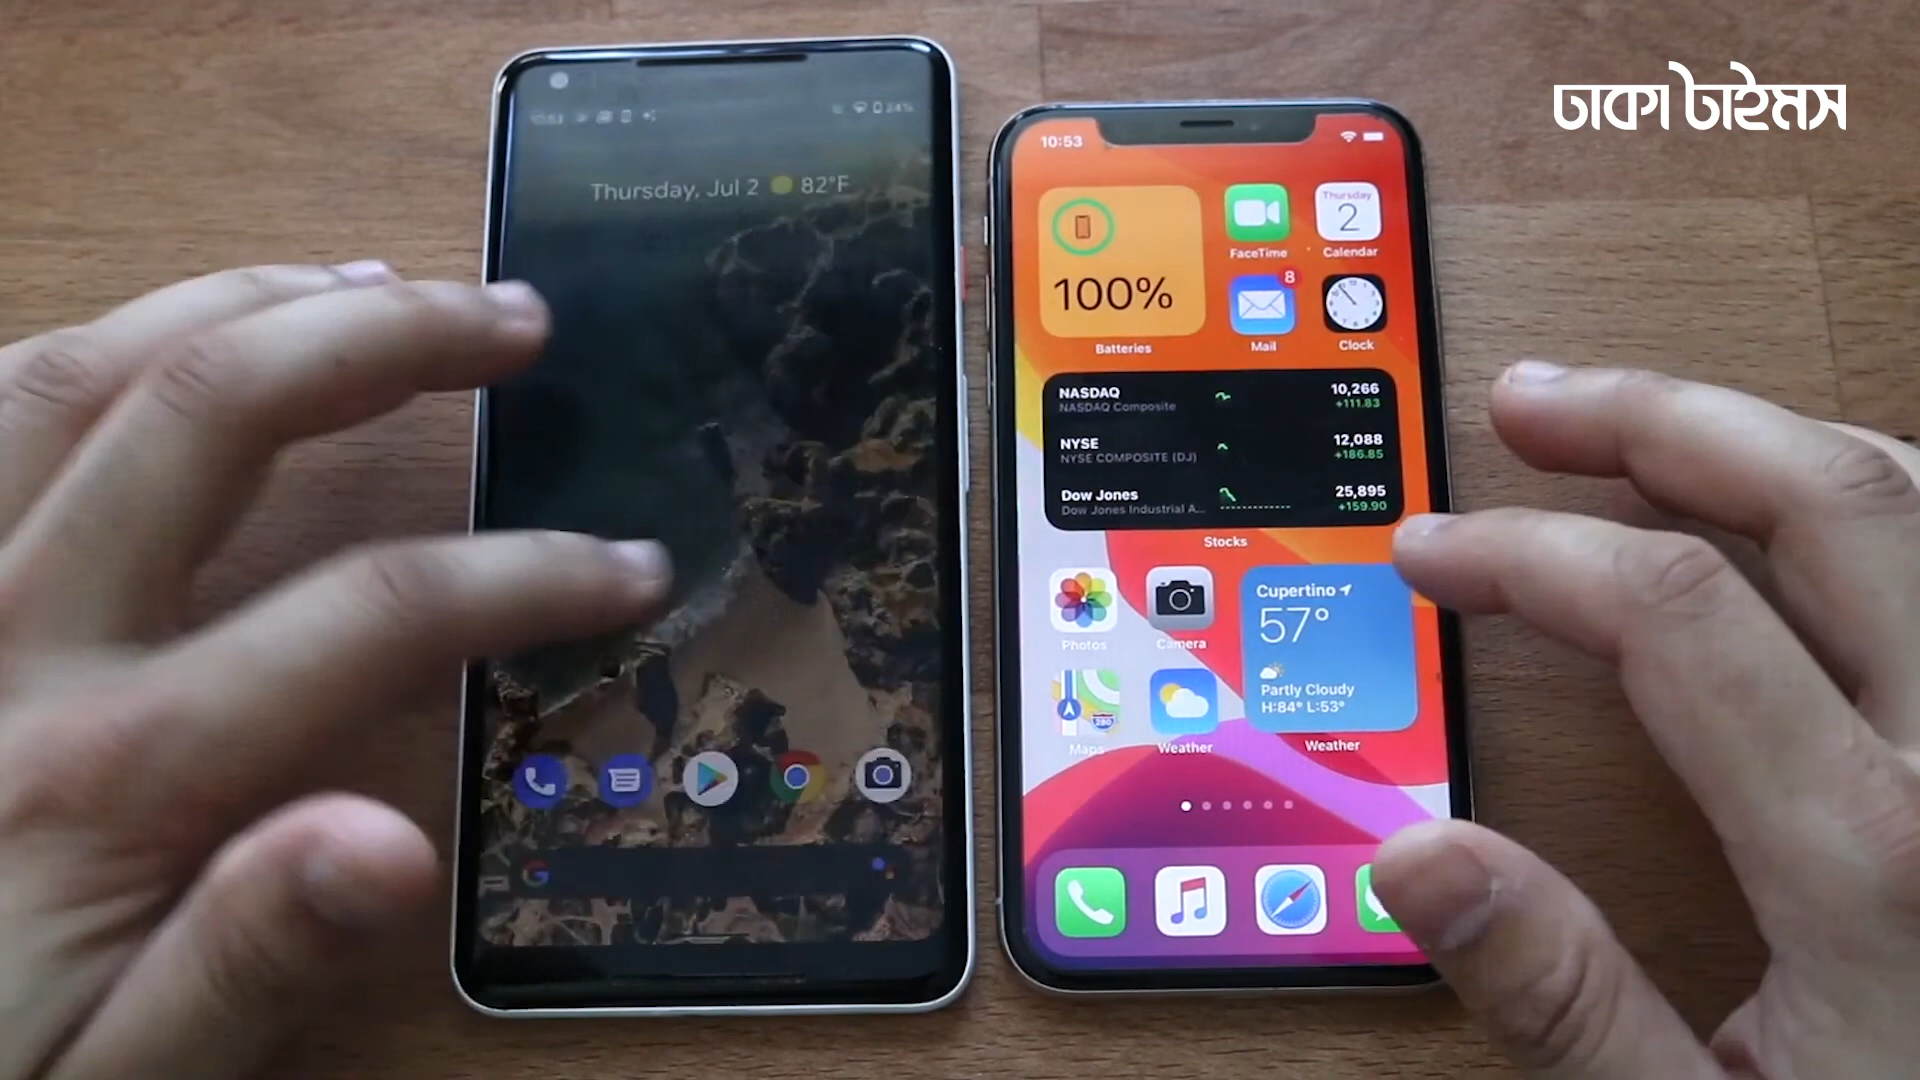 ঢাকা টাইমস
24%
Thursday, Jul 2 82°F
10:53
100%
Batteries
FaceTime
Thursday
2
Calendar
8
Mail
Clock
NASDAQ 10,266
NASDAQ Composite +111.83
NYSE 12,088
NYSE COMPOSITE (DJ) +186.85
Dow Jones 25,895
Dow Jones Industrial A... +159.90
Stocks
Photos
Camera
Cupertino
57°
Partly Cloudy
H:84° L:53°
280
Maps
Weather
Weather